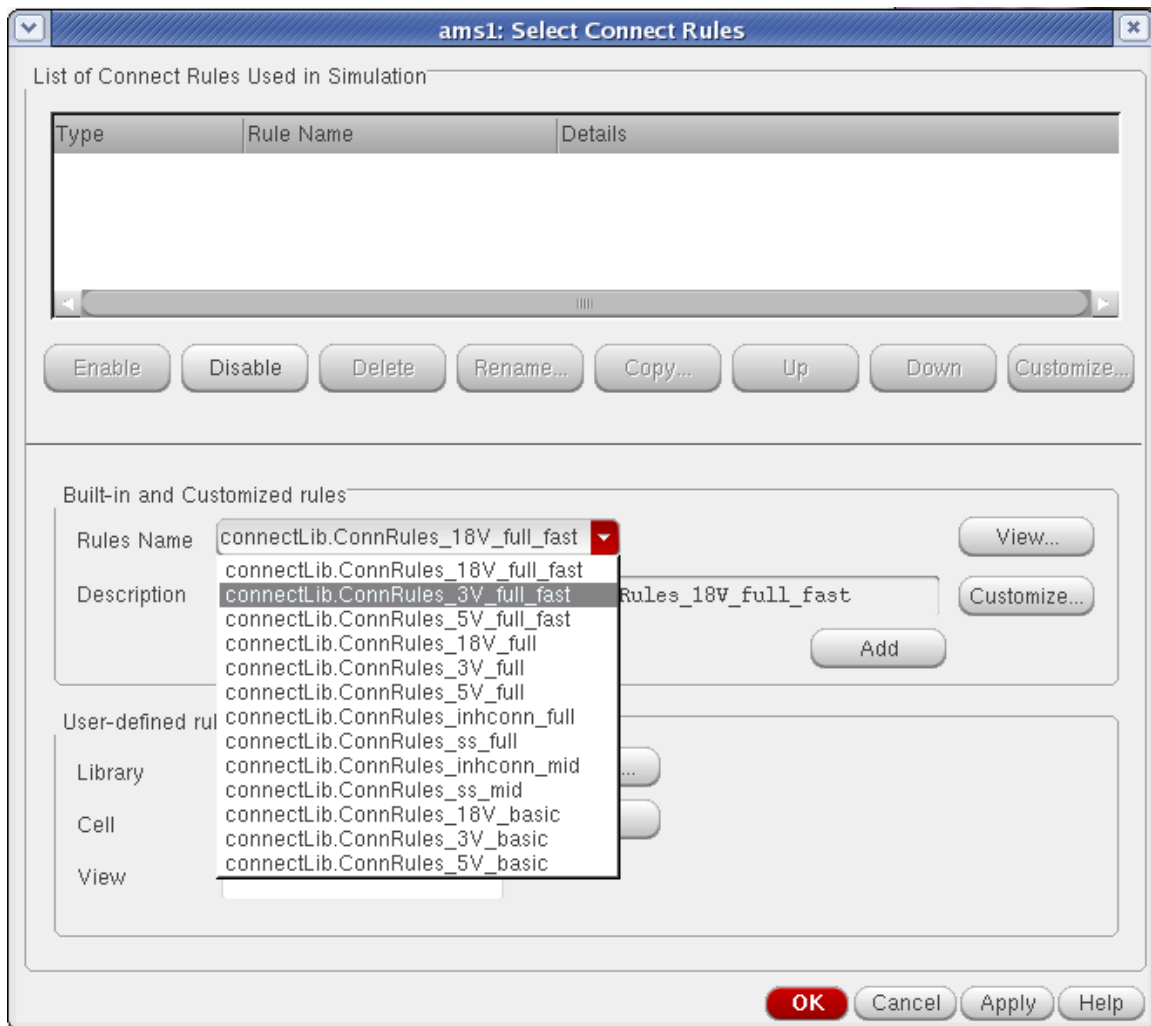 ams1: Select Connect Rules
List of Connect Rules Used in Simulation
Type Rule Name Details
Enable Disable Delete Rename... Copy... Up Down Customize...
Built-in and Customized rules
Rules Name connectLib.ConnRules_18V_full_fast View...
connectLib.ConnRules_18V_full_fast
Description connectLib.ConnRules_3V_full_fast Rules_18V_full_fast Customize...
connectLib.ConnRules_5V_full_fast
connectLib.ConnRules_18V_full
Add
connectLib.ConnRules_3V_full
connectLib.ConnRules_5V_full
User-defined rul connectLib.ConnRules_inhconn_full
connectLib.ConnRules_ss_full
Library connectLib.ConnRules_inhconn_mid ...
connectLib.ConnRules_ss_mid
Cell connectLib.ConnRules_18V_basic
connectLib.ConnRules_3V_basic
connectLib.ConnRules_5V_basic
View
OK Cancel Apply Help